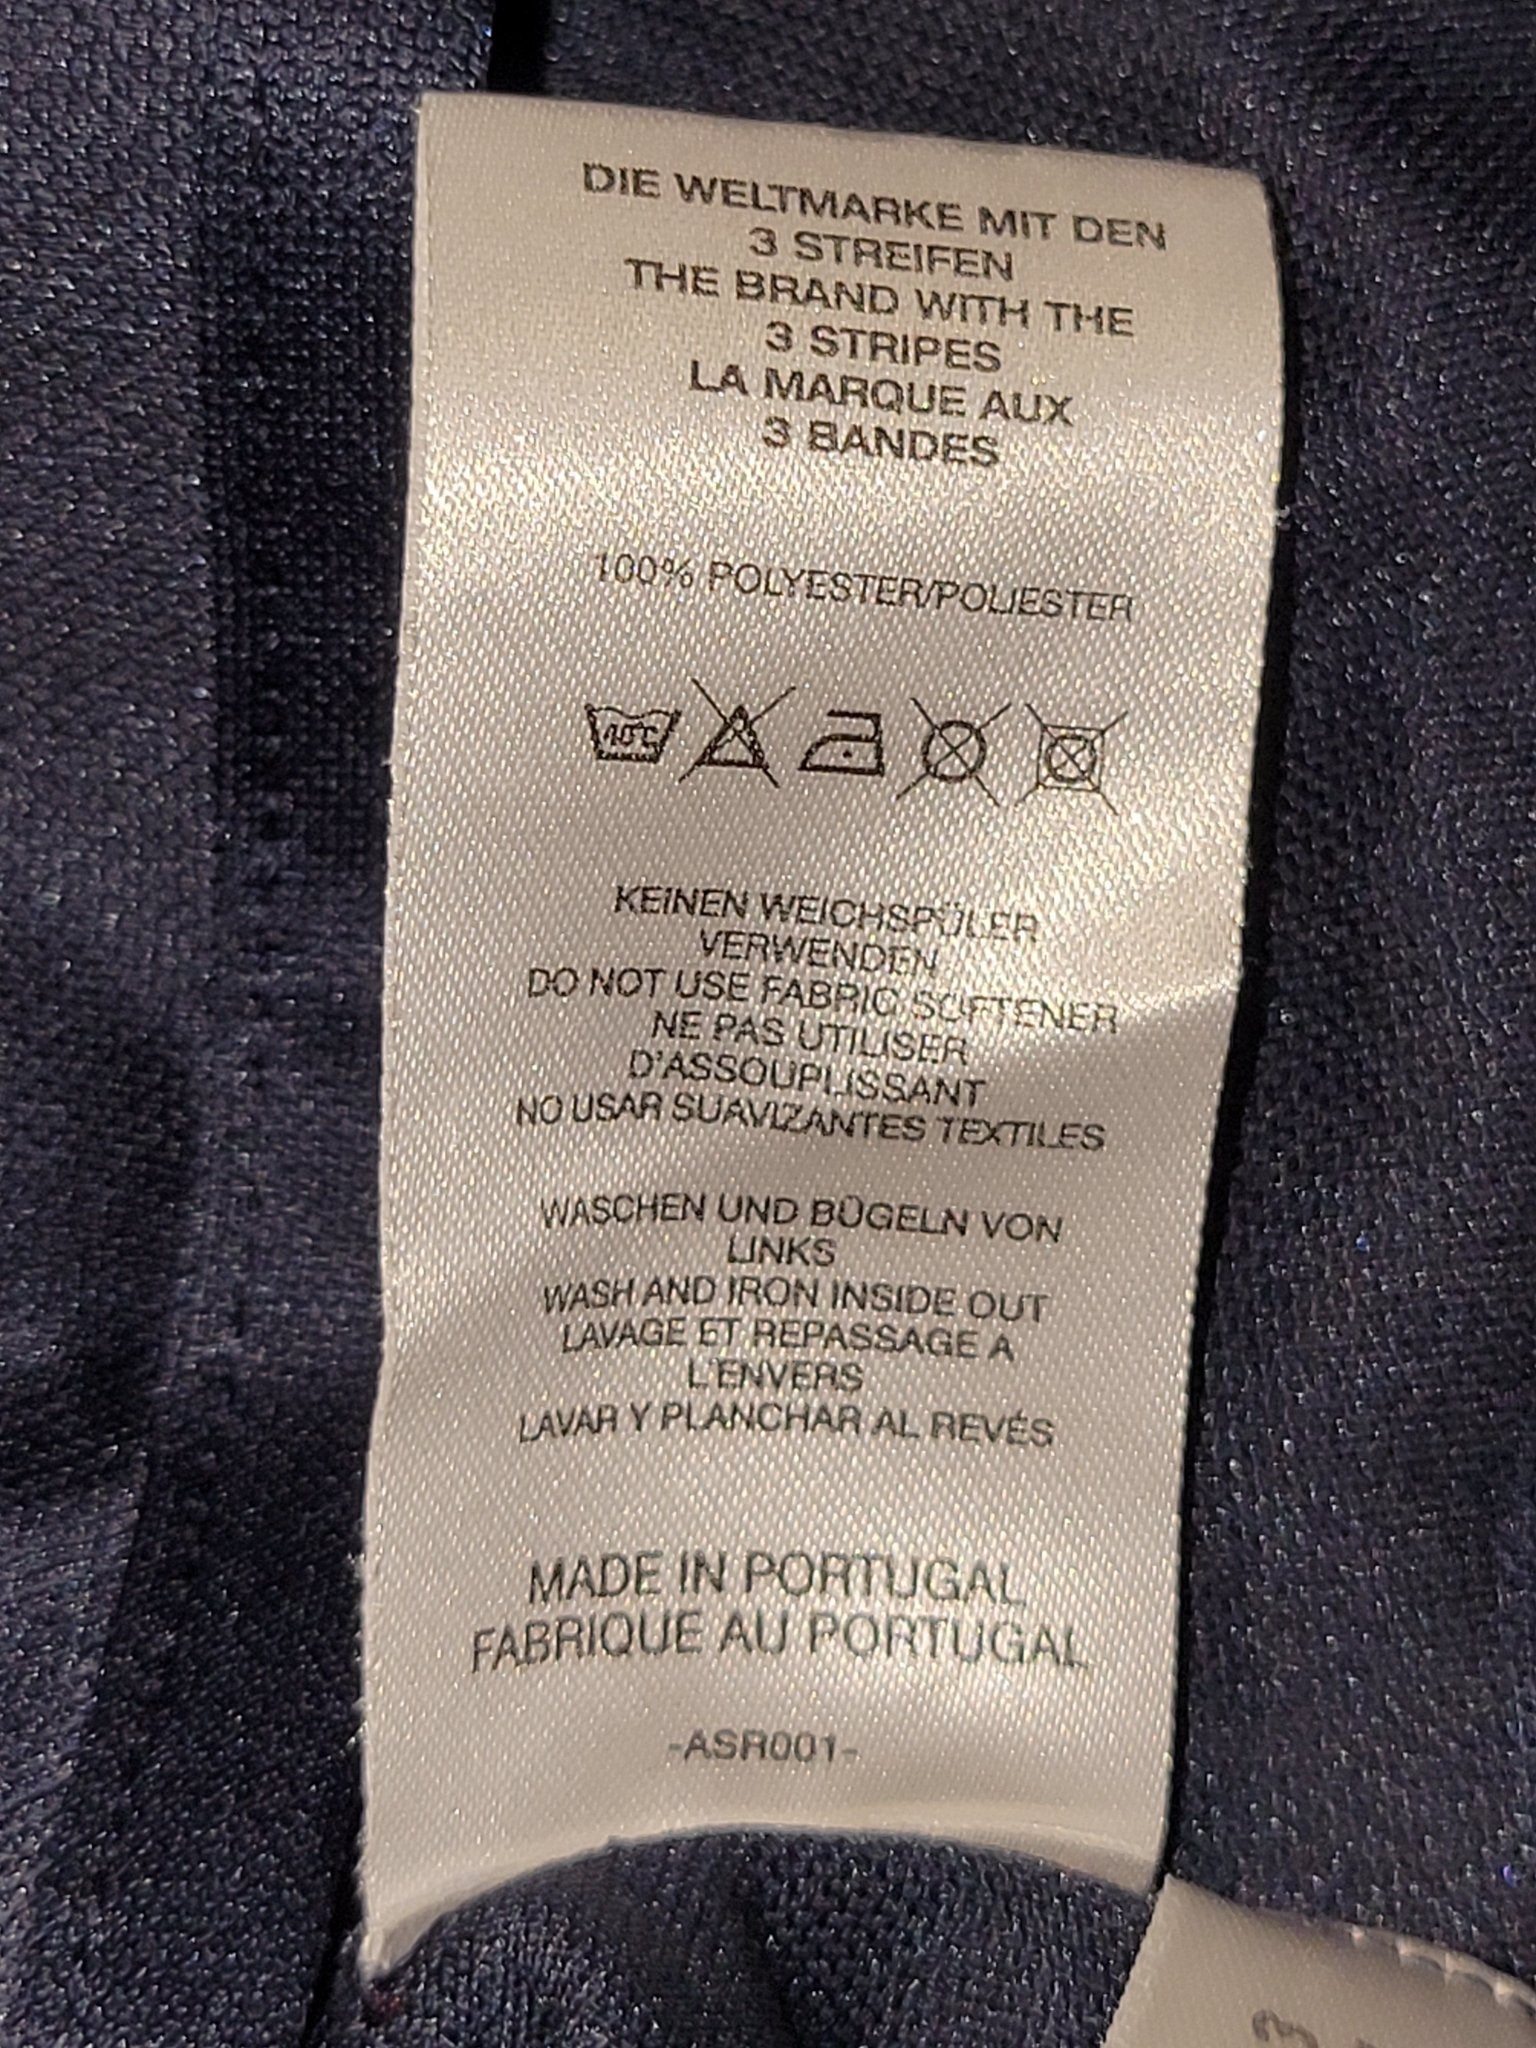 DIE WELTMARKE MIT DEN
3 STREIFEN
THE BRAND WITH THE
3 STRIPES
LA MARQUE AUX
3 BANDES
100% POLYESTER/POLIESTER
40°C
KEINEN WEICHSPÜLER
VERWENDEN
DO NOT USE FABRIC SOFTENER
NE PAS UTILISER
D'ASSOUPLISSANT
NO USAR SUAVIZANTES TEXTILES
WASCHEN UND BÜGELN VON
LINKS
WASH AND IRON INSIDE OUT
LAVAGE ET REPASSAGE A
L'ENVERS
LAVAR Y PLANCHAR AL REVÉS
MADE IN PORTUGAL
FABRIQUE AU PORTUGAL
-ASR001-